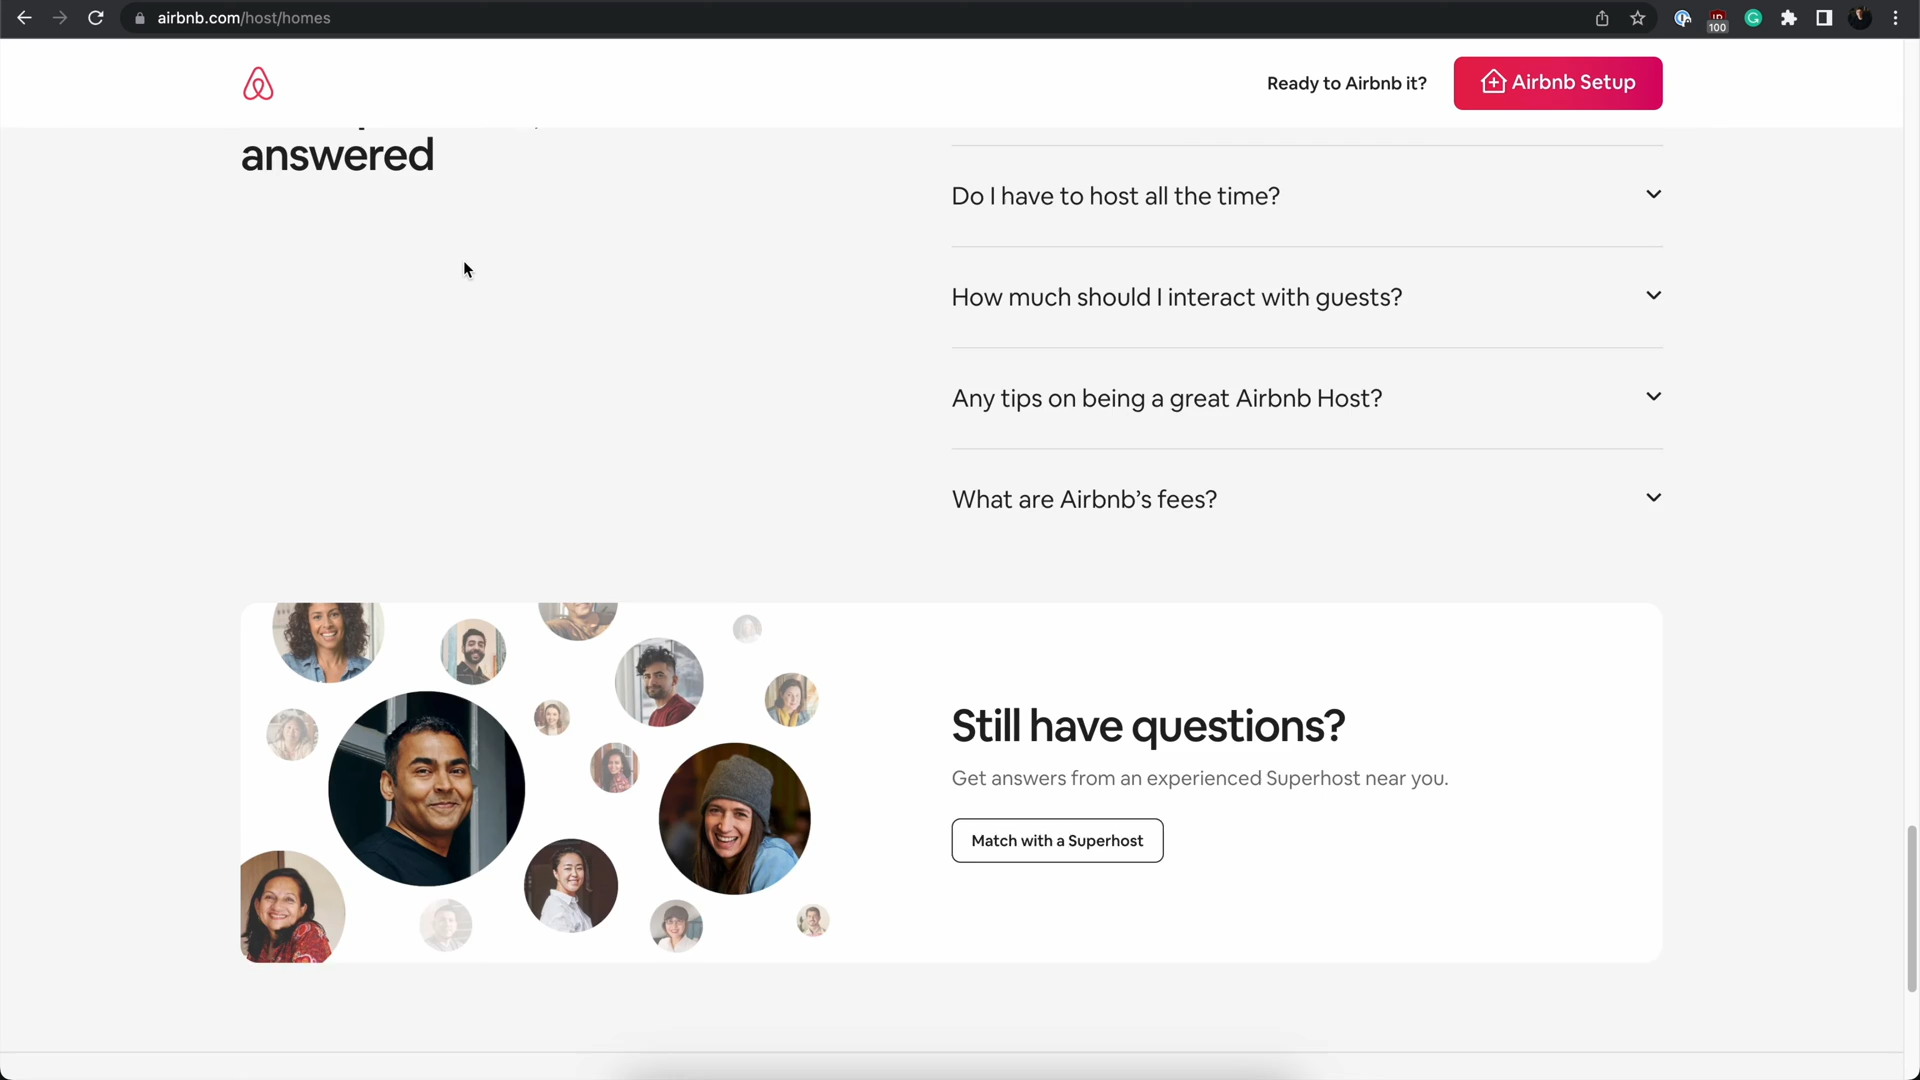 airbnb.com/host/homes
100
Ready to Airbnb it?
Airbnb Setup
answered
Do I have to host all the time?
How much should I interact with guests?
Any tips on being a great Airbnb Host?
What are Airbnb’s fees?
Still have questions?
Get answers from an experienced Superhost near you.
Match with a Superhost